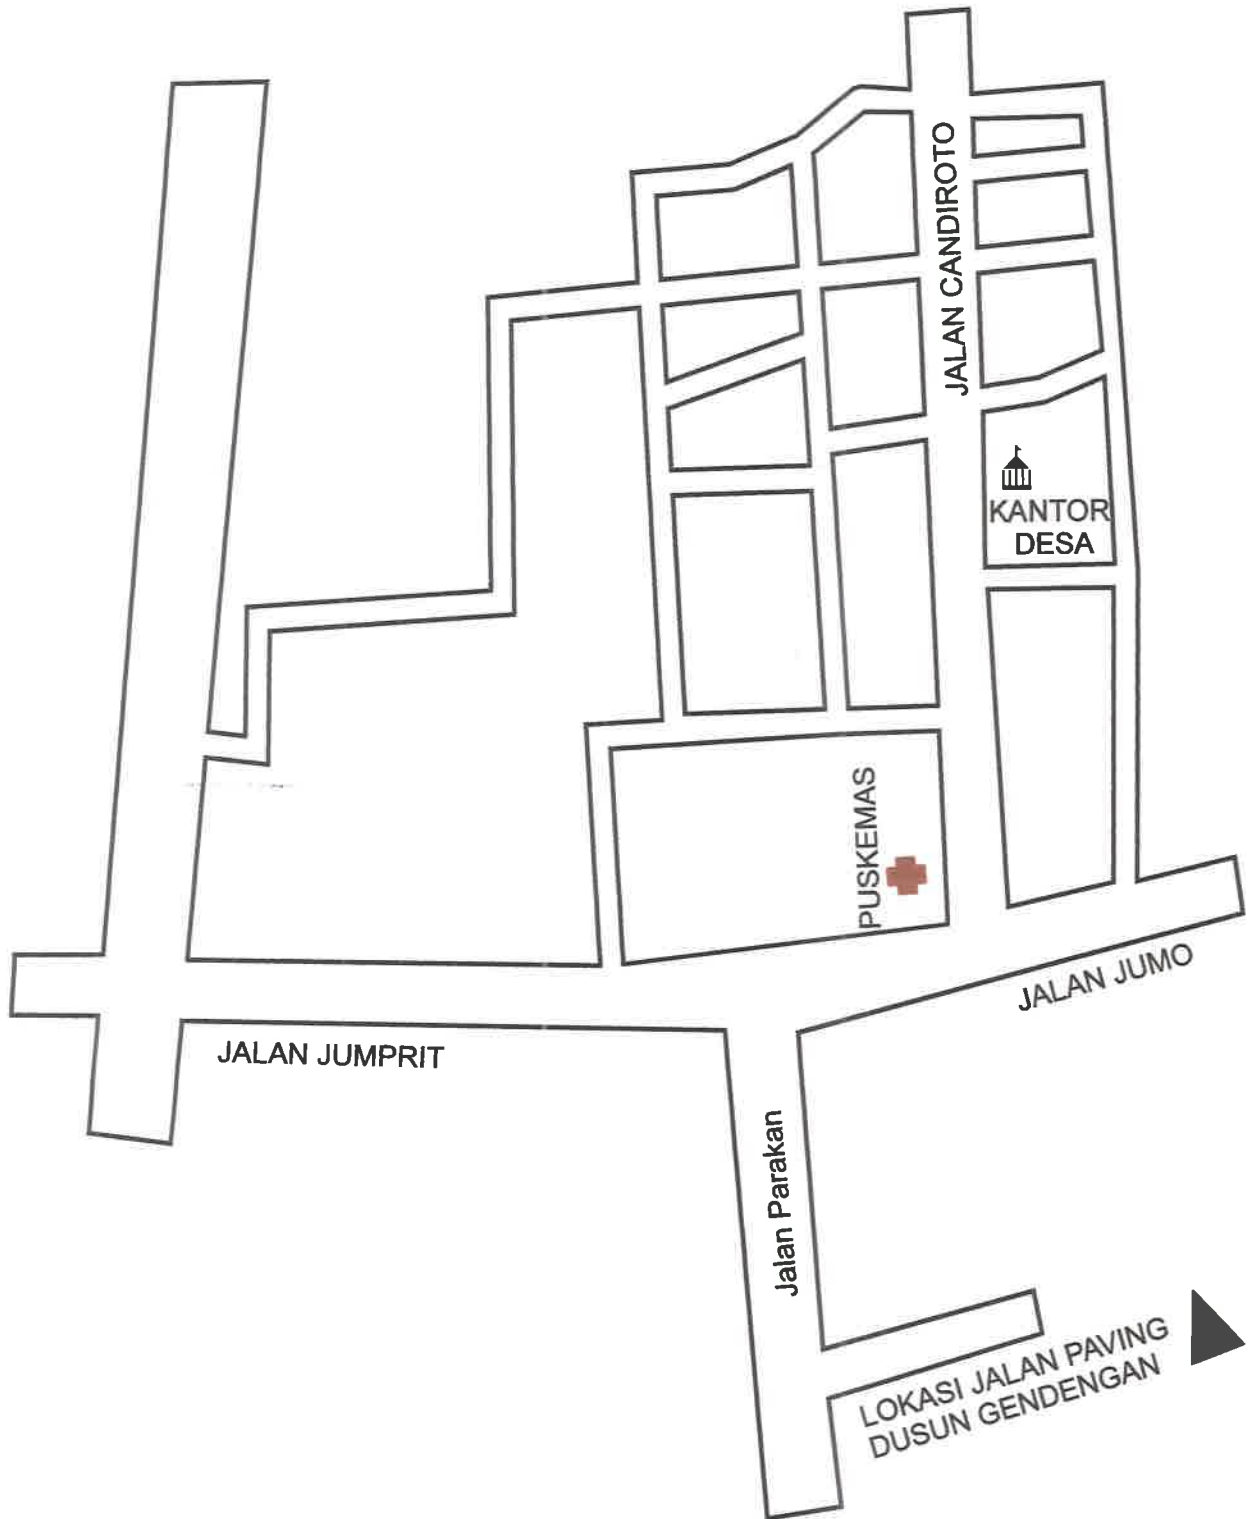 JALAN CANDIROTO
KANTOR
DESA
PUSKEMAS
JALAN JUMO
JALAN JUMPRIT
Jalan Parakan
LOKASI JALAN PAVING
DUSUN GENDENGAN